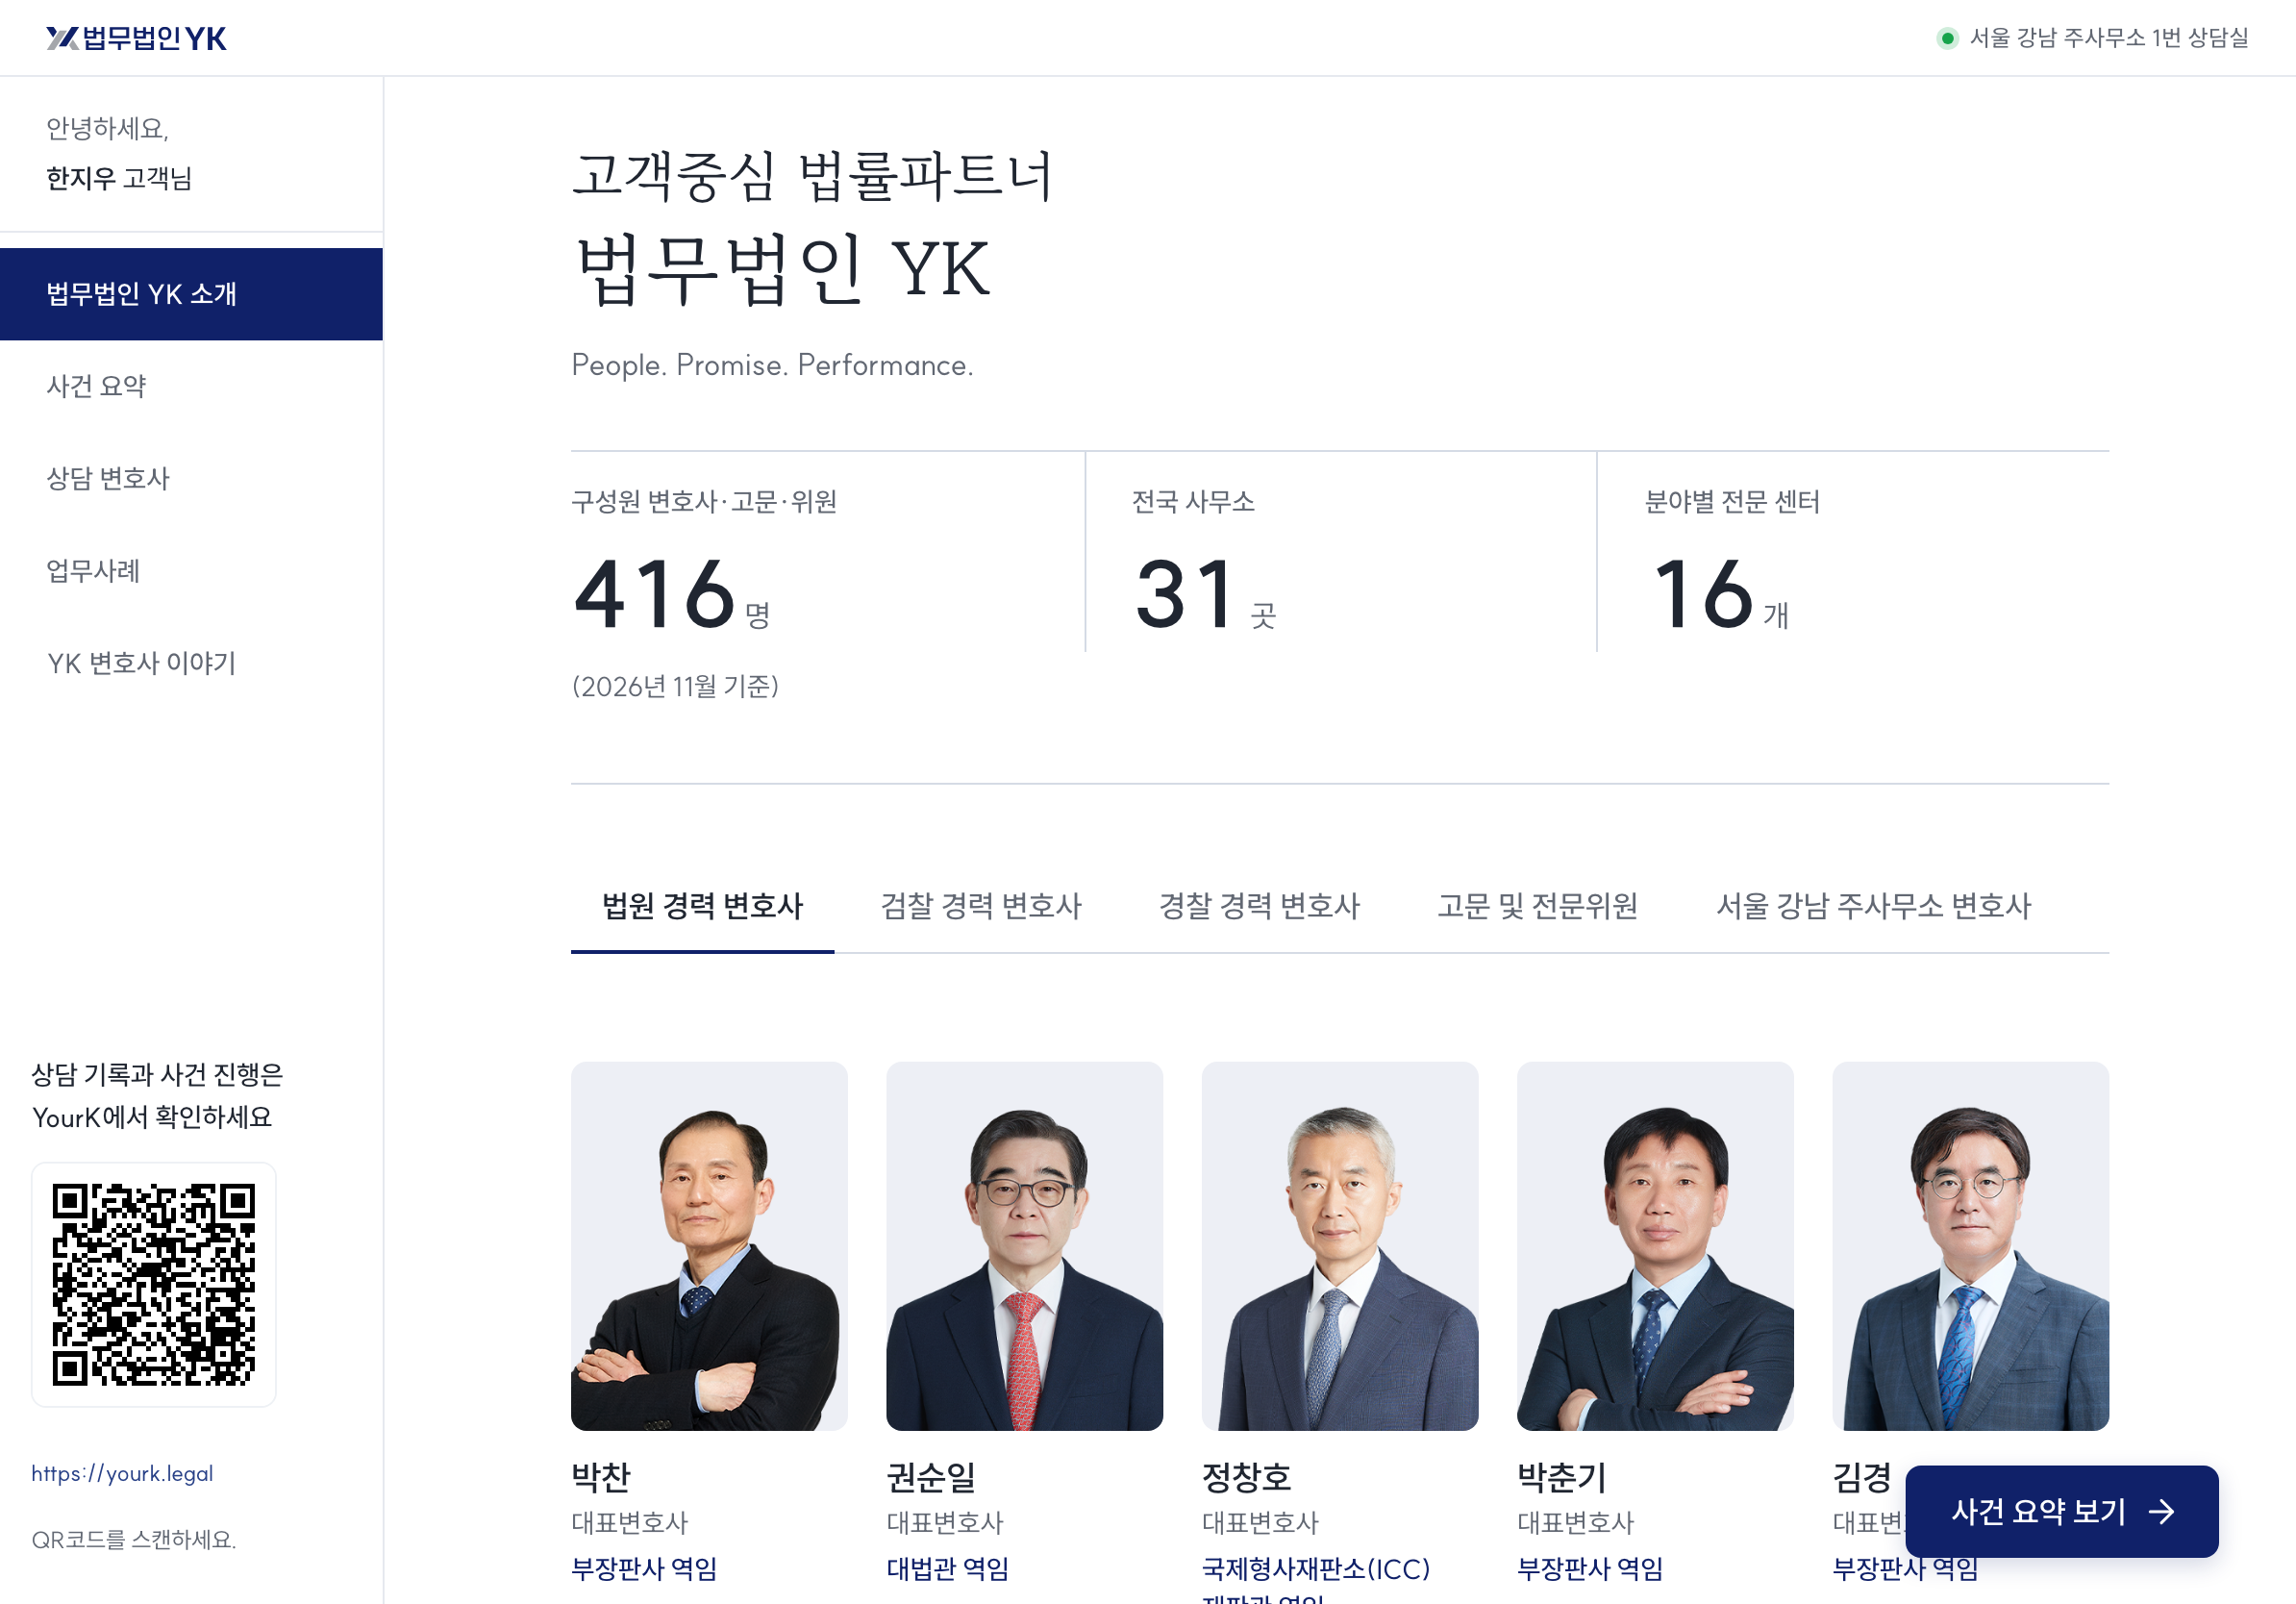 법무법인 YK
서울 강남 주사무소 1번 상담실
안녕하세요,
한지우 고객님
법무법인 YK 소개
사건 요약
상담 변호사
업무사례
YK 변호사 이야기
상담 기록과 사건 진행은
YourK에서 확인하세요
https://yourk.legal
QR코드를 스캔하세요.
고객중심 법률파트너
법무법인 YK
People. Promise. Performance.
구성원 변호사·고문·위원
416 명
(2026년 11월 기준)
전국 사무소
31 곳
분야별 전문 센터
16 개
법원 경력 변호사
검찰 경력 변호사
경찰 경력 변호사
고문 및 전문위원
서울 강남 주사무소 변호사
박찬
대표변호사
부장판사 역임
권순일
대표변호사
대법관 역임
정창호
대표변호사
국제형사재판소(ICC)
재판관 역임
박춘기
대표변호사
부장판사 역임
김경
대표변
부장판사 역임
사건 요약 보기